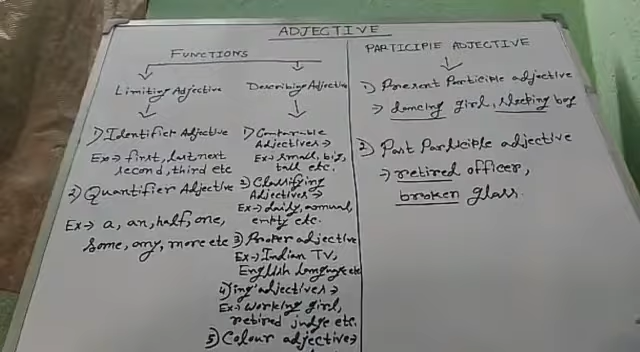 ADJECTIVE
FUNCTIONS
Limiting Adjective
1) Identifier Adjective
Ex → first, last, next
second, third etc
2) Quantifier Adjective
Ex → a, an, half, one,
some, any, more etc
Describing Adjective
1) Comparable
Adjectives →
Ex → small, big,
tall etc.
2) Classifying
Adjectives →
Ex → daily, annual,
empty etc.
3) Proper adjective
Ex → Indian TV,
English language etc
4) 'ing' adjectives →
Ex → working girl,
retired judge etc.
5) Colour adjective →
PARTICIPIE ADJECTIVE
1) Present Participle adjective
→ dancing girl, sleeping boy
2) Past Participle adjective
→ retired officer,
broken glass.